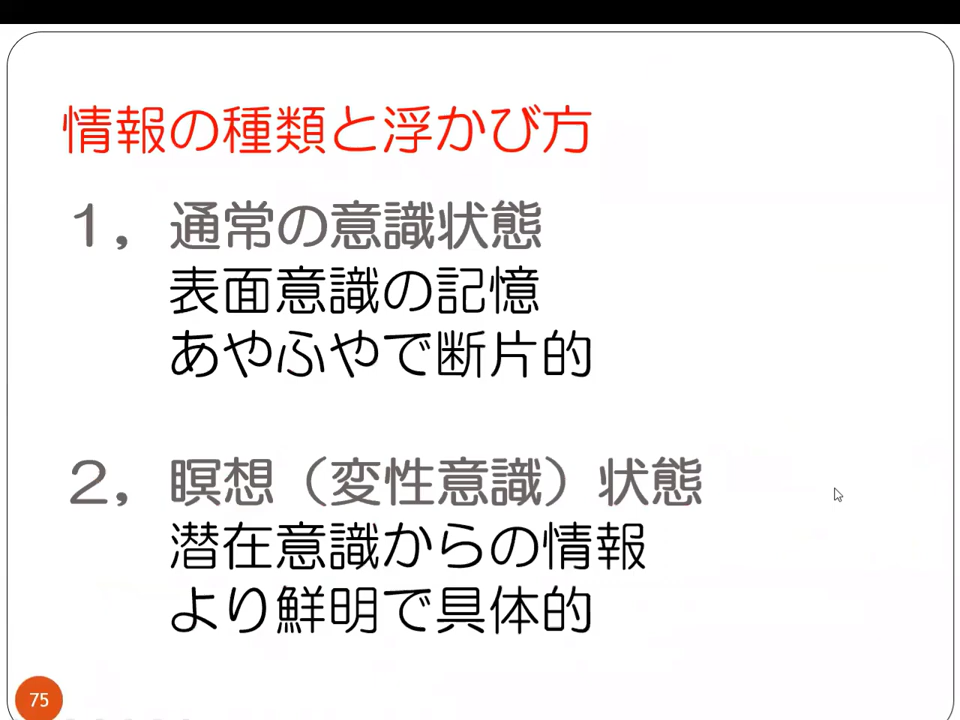 情報の種類と浮かび方
１，通常の意識状態
表面意識の記憶
あやふやで断片的
２，瞑想（変性意識）状態
潜在意識からの情報
より鮮明で具体的
75